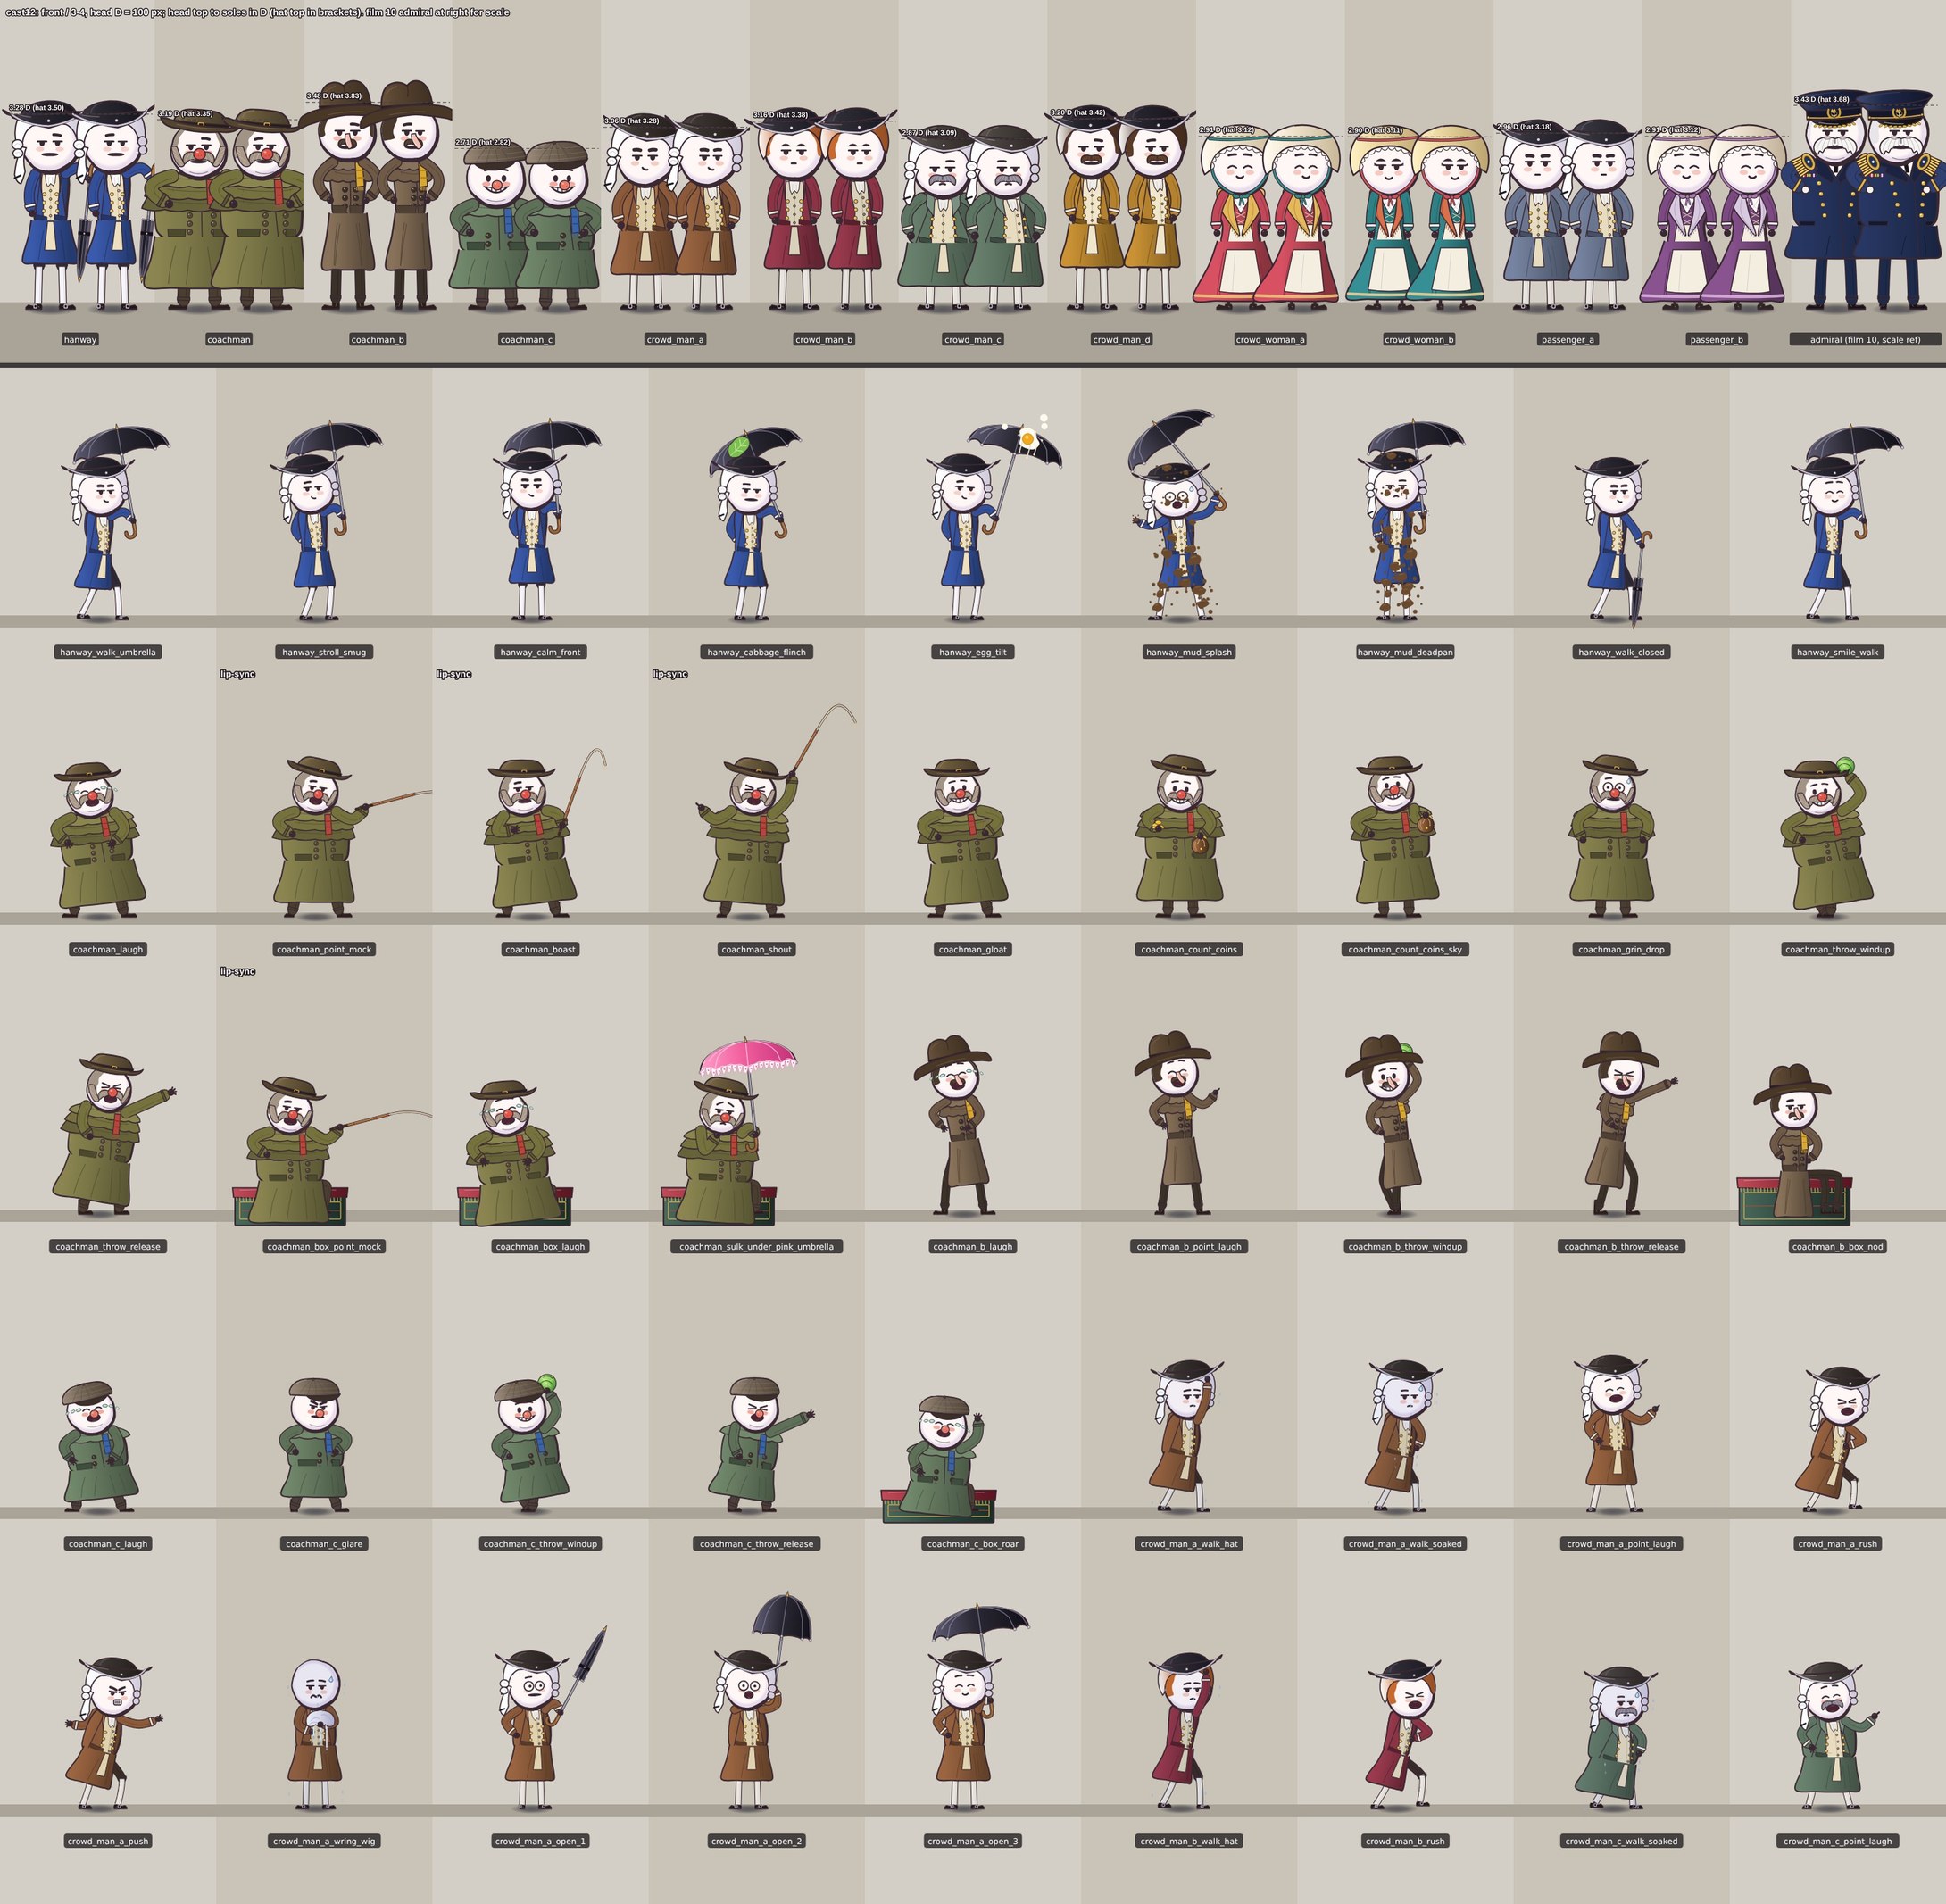 cast12: front / 3-4, head D = 100 px; head top to soles in D (hat top in brackets). film 10 admiral at right for scale
3.28 D (hat 3.50)
3.19 D (hat 3.35)
3.48 D (hat 3.83)
2.71 D (hat 2.82)
3.06 D (hat 3.28)
3.16 D (hat 3.38)
2.87 D (hat 3.09)
3.20 D (hat 3.42)
2.91 D (hat 3.12)
2.90 D (hat 3.11)
2.96 D (hat 3.18)
2.91 D (hat 3.12)
3.43 D (hat 3.68)
hanway
coachman
coachman_b
coachman_c
crowd_man_a
crowd_man_b
crowd_man_c
crowd_man_d
crowd_woman_a
crowd_woman_b
passenger_a
passenger_b
admiral (film 10, scale ref)
hanway_walk_umbrella
hanway_stroll_smug
hanway_calm_front
hanway_cabbage_flinch
hanway_egg_tilt
hanway_mud_splash
hanway_mud_deadpan
hanway_walk_closed
hanway_smile_walk
lip-sync
lip-sync
lip-sync
coachman_laugh
coachman_point_mock
coachman_boast
coachman_shout
coachman_gloat
coachman_count_coins
coachman_count_coins_sky
coachman_grin_drop
coachman_throw_windup
lip-sync
coachman_throw_release
coachman_box_point_mock
coachman_box_laugh
coachman_sulk_under_pink_umbrella
coachman_b_laugh
coachman_b_point_laugh
coachman_b_throw_windup
coachman_b_throw_release
coachman_b_box_nod
coachman_c_laugh
coachman_c_glare
coachman_c_throw_windup
coachman_c_throw_release
coachman_c_box_roar
crowd_man_a_walk_hat
crowd_man_a_walk_soaked
crowd_man_a_point_laugh
crowd_man_a_rush
crowd_man_a_push
crowd_man_a_wring_wig
crowd_man_a_open_1
crowd_man_a_open_2
crowd_man_a_open_3
crowd_man_b_walk_hat
crowd_man_b_rush
crowd_man_c_walk_soaked
crowd_man_c_point_laugh